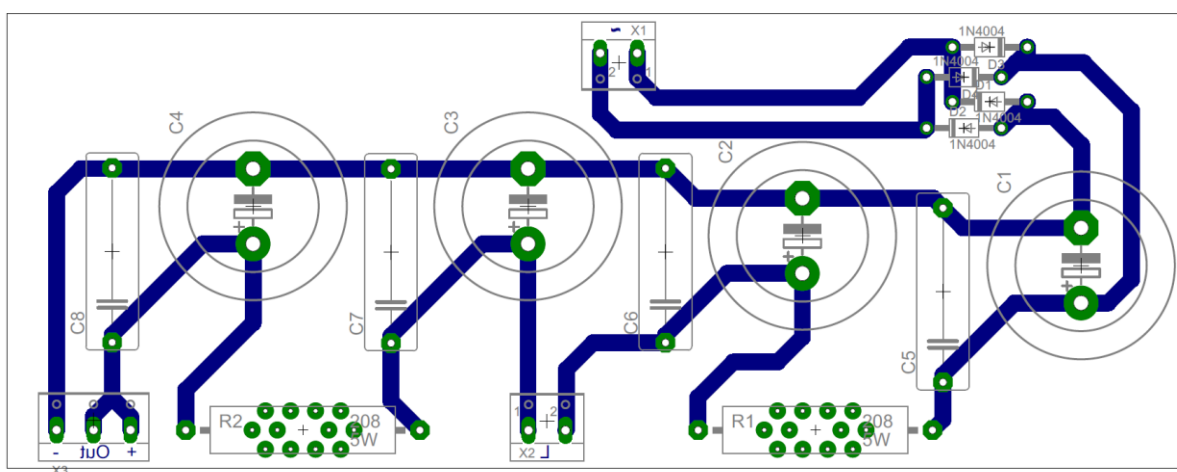 ~
X1
2
1
1N4004
D3
1N4004
D1
D4
1N4004
D2
1N4004
C4
C3
C2
C1
+
+
+
+
C8
C7
C6
C5
R2
208
5W
R1
208
5W
1
2
X2
L
-
Out
+
X3